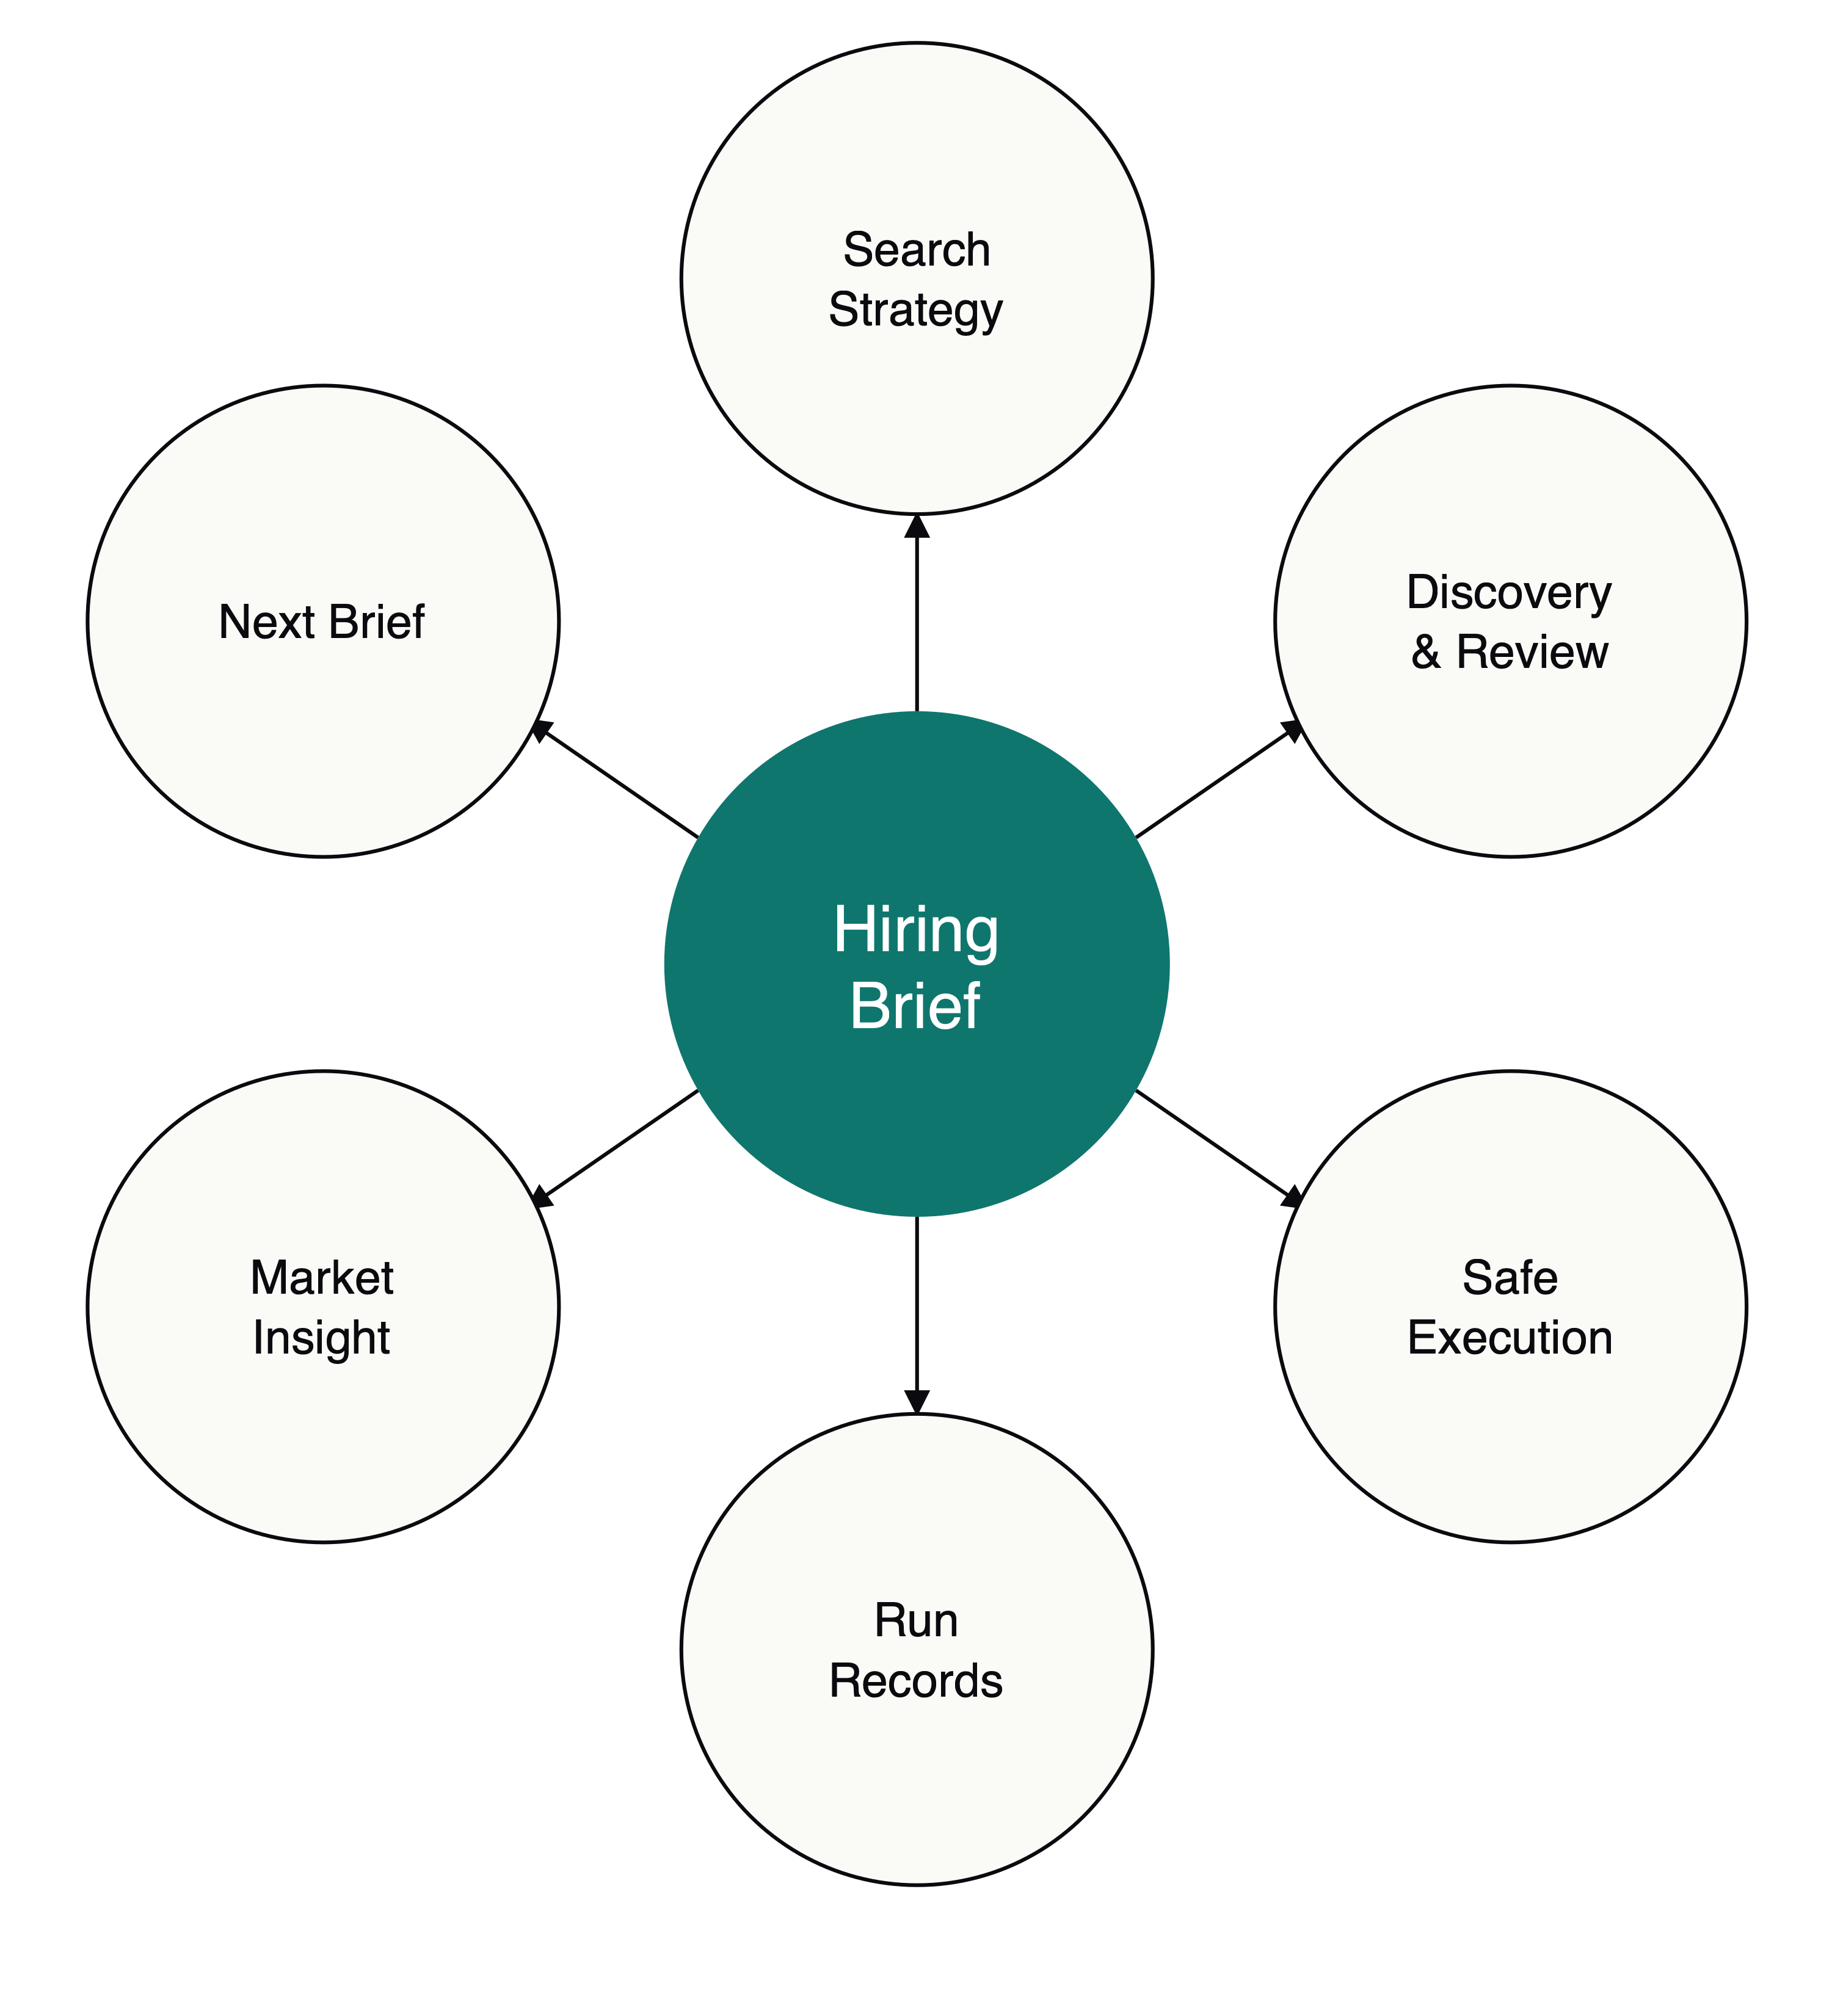 Search
Strategy
Next Brief
Discovery
& Review
Hiring
Brief
Market
Insight
Safe
Execution
Run
Records